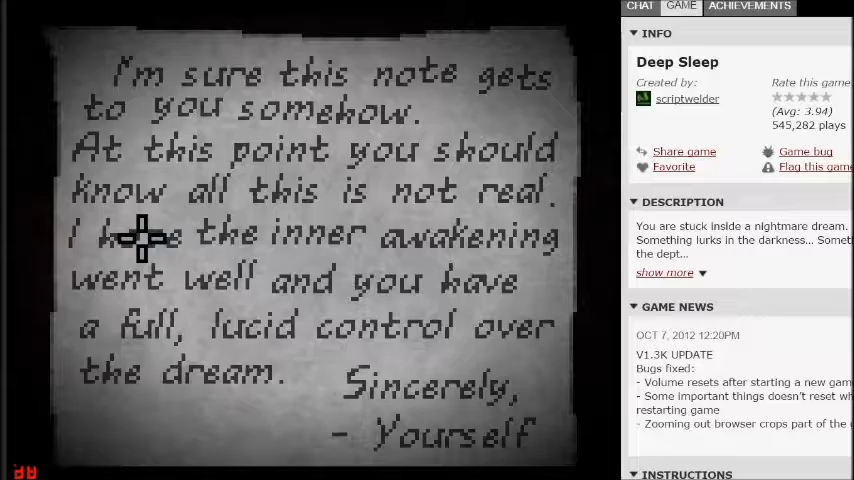 CHAT GAME ACHIEVEMENTS
I'm sure this note gets
to you somehow.
At this point you should
know all this is not real.
I the inner awakening
went well and you have
a full, lucid control over
the dream.
Sincerely,
- Yourself
INFO
Deep Sleep
Created by:
scriptwelder
Rate this game
(Avg: 3.94)
545,282 plays
Share game
Game bug
Favorite
Flag this game
DESCRIPTION
You are stuck inside a nightmare dream.
Something lurks in the darkness... Somet
the dept...
show more
GAME NEWS
OCT 7, 2012 12:20PM
V1.3K UPDATE
Bugs fixed:
- Volume resets after starting a new gam
- Some important things doesn't reset wh
restarting game
- Zooming out browser crops part of the g
INSTRUCTIONS